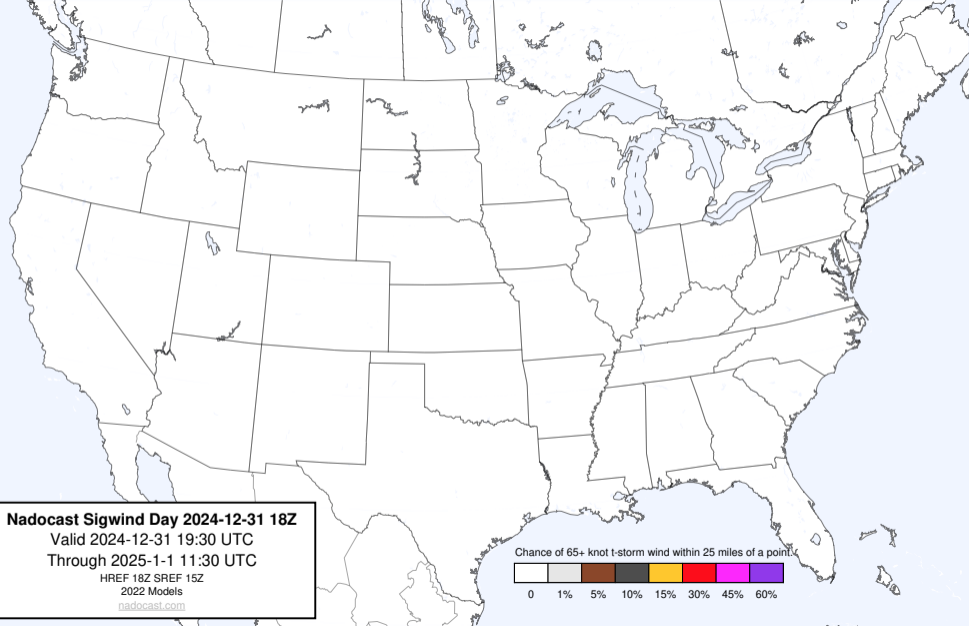 Nadocast Sigwind Day 2024-12-31 18Z
Valid 2024-12-31 19:30 UTC
Through 2025-1-1 11:30 UTC
HREF 18Z SREF 15Z
2022 Models
nadocast.com
Chance of 65+ knot t-storm wind within 25 miles of a point.
0 1% 5% 10% 15% 30% 45% 60%